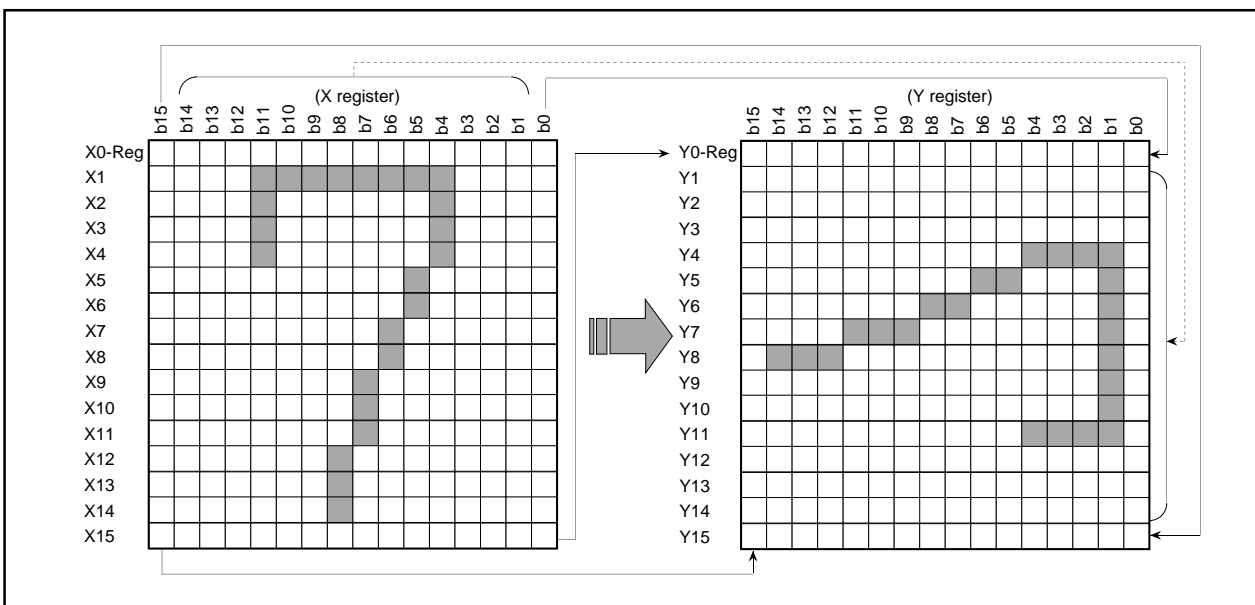 (X register)
b15 b14 b13 b12 b11 b10 b9 b8 b7 b6 b5 b4 b3 b2 b1 b0
X0-Reg
X1
X2
X3
X4
X5
X6
X7
X8
X9
X10
X11
X12
X13
X14
X15
(Y register)
b15 b14 b13 b12 b11 b10 b9 b8 b7 b6 b5 b4 b3 b2 b1 b0
Y0-Reg
Y1
Y2
Y3
Y4
Y5
Y6
Y7
Y8
Y9
Y10
Y11
Y12
Y13
Y14
Y15